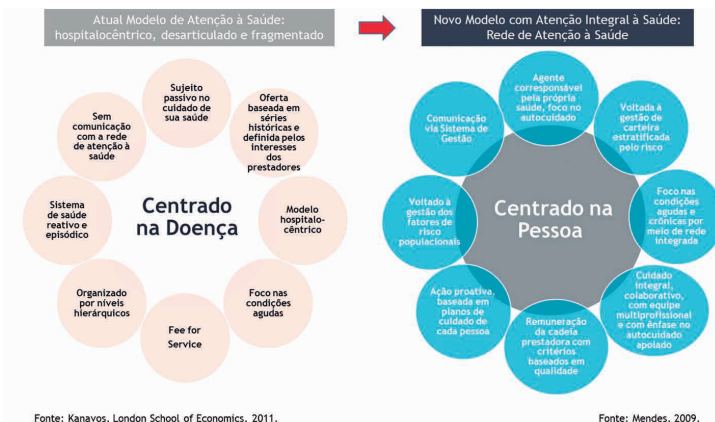 Atual Modelo de Atenção à Saúde:
hospitalocêntrico, desarticulado e fragmentado
Novo Modelo com Atenção Integral à Saúde:
Rede de Atenção à Saúde
Sujeito
passivo no
cuidado de
sua saúde
Oferta
baseada em
séries
históricas e
definida pelos
interesses
dos
prestadores
Modelo
hospitalo-
cêntrico
Foco nas
condições
agudas
Fee for
Service
Organizado
por níveis
hierárquicos
Sistema
de saúde
reativo e
episódico
Sem
comunicação
com a rede
de atenção à
saúde
Centrado
na Doença
Agente
corresponsável
pela própria
saúde, foco no
autocuidado
Voltada à
gestão de
carteira
estratificada
pelo risco
Foco nas
condições
agudas e
crônicas por
meio de rede
integrada
Cuidado
integral,
colaborativo,
com equipe
multiprofissional
e com ênfase no
autocuidado
apoiado
Remuneração
da cadeia
prestadora com
critérios
baseados em
qualidade
Ação proativa,
baseada em
planos de
cuidado de
cada pessoa
Voltado à
gestão dos
fatores de
risco
populacionais
Comunicação
via Sistema de
Gestão
Centrado na
Pessoa
Fonte: Kanavos. London School of Economics. 2011.
Fonte: Mendes. 2009.